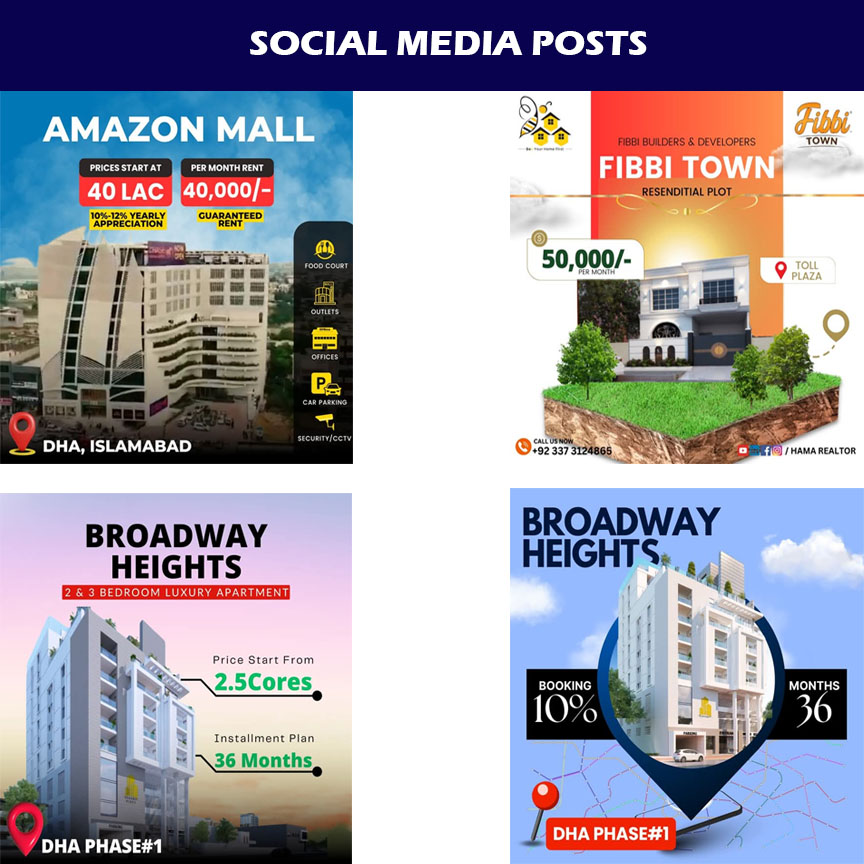 SOCIAL MEDIA POSTS
AMAZON MALL
PRICES START AT
40 LAC
10%-12% YEARLY
APPRECIATION
PER MONTH RENT
40,000/-
GUARANTEED
RENT
FOOD COURT
OUTLETS
OFFICES
P
CAR PARKING
SECURITY/CCTV
DHA, ISLAMABAD
Be - Your Home First
Fibbi
TOWN
FIBBI BUILDERS & DEVELOPERS
FIBBI TOWN
RESENDITIAL PLOT
50,000/-
PER MONTH
TOLL
PLAZA
CALL US NOW
+92 337 3124865
/ HAMA REALTOR
BROADWAY
HEIGHTS
2 & 3 BEDROOM LUXURY APARTMENT
Price Start From
2.5Cores
Installment Plan
36 Months
DHA PHASE#1
BROADWAY
HEIGHTS
BOOKING
10%
MONTHS
36
PARKING
DHA PHASE#1